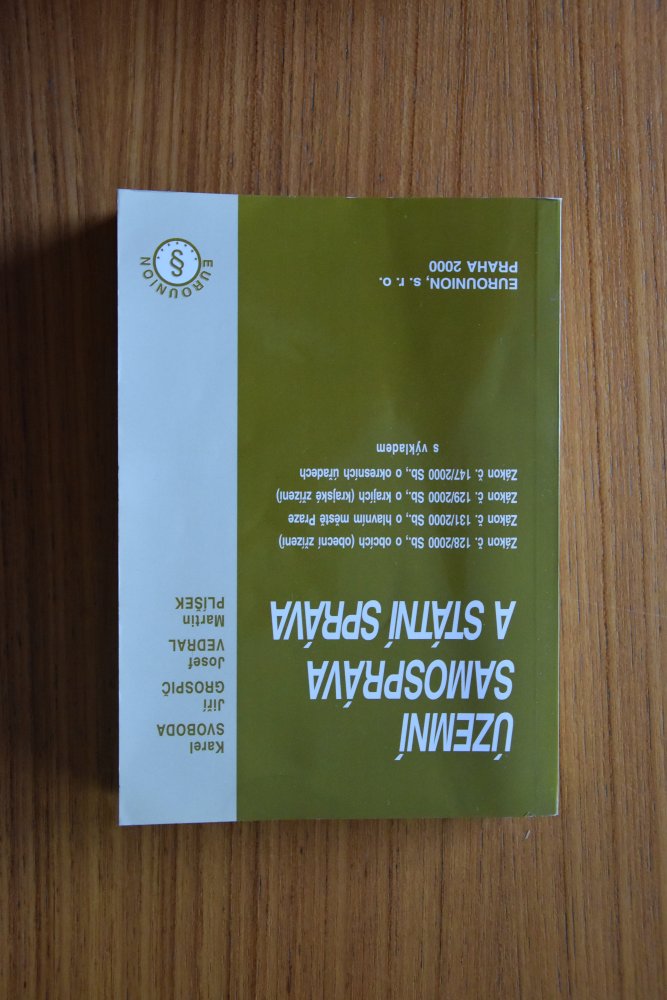 ÚZEMNÍ
SAMOSPRÁVA
A STÁTNÍ SPRÁVA
Zákon č. 128/2000 Sb., o obcích (obecní zřízení)
Zákon č. 131/2000 Sb., o hlavním městě Praze
Zákon č. 129/2000 Sb., o krajích (krajské zřízení)
Zákon č. 147/2000 Sb., o okresních úřadech
s výkladem
EUROUNION, s. r. o.
PRAHA 2000
Karel
SVOBODA
Jiří
GROSPIČ
Josef
VEDRAL
Martin
PLÍŠEK
EUROUNION
§